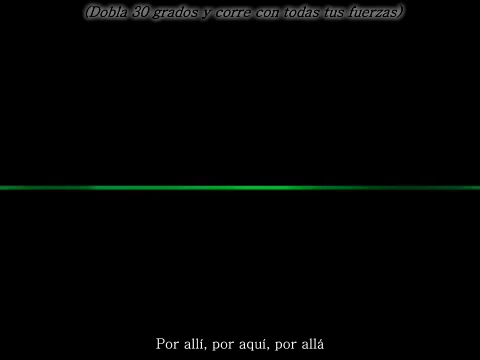 (Dobla 30 grados y corre con todas tus fuerzas)
Por allí, por aquí, por allá